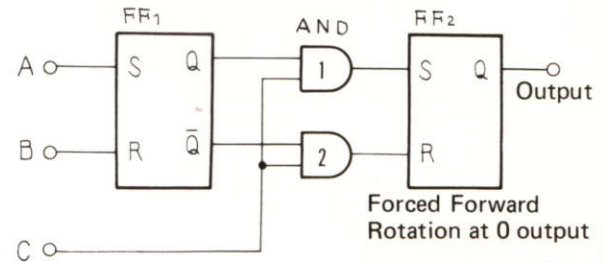 FF1
AND
FF2
A
S
Q
1
S
Q
Output
B
R
Q̄
2
R
Forced Forward
Rotation at 0 output
C